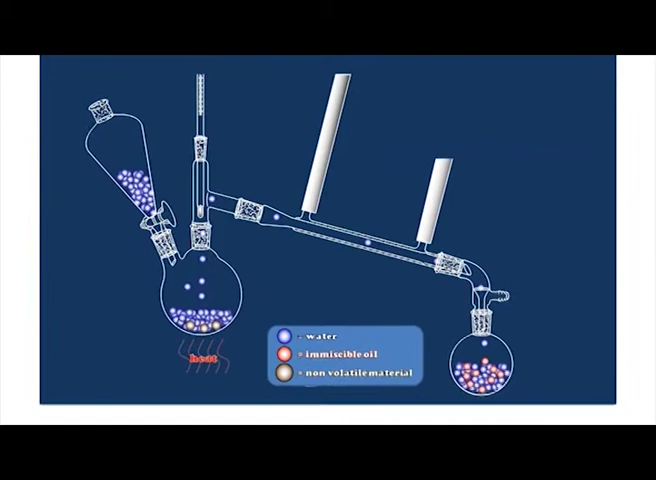 heat
= water
= immiscible oil
= non volatile material